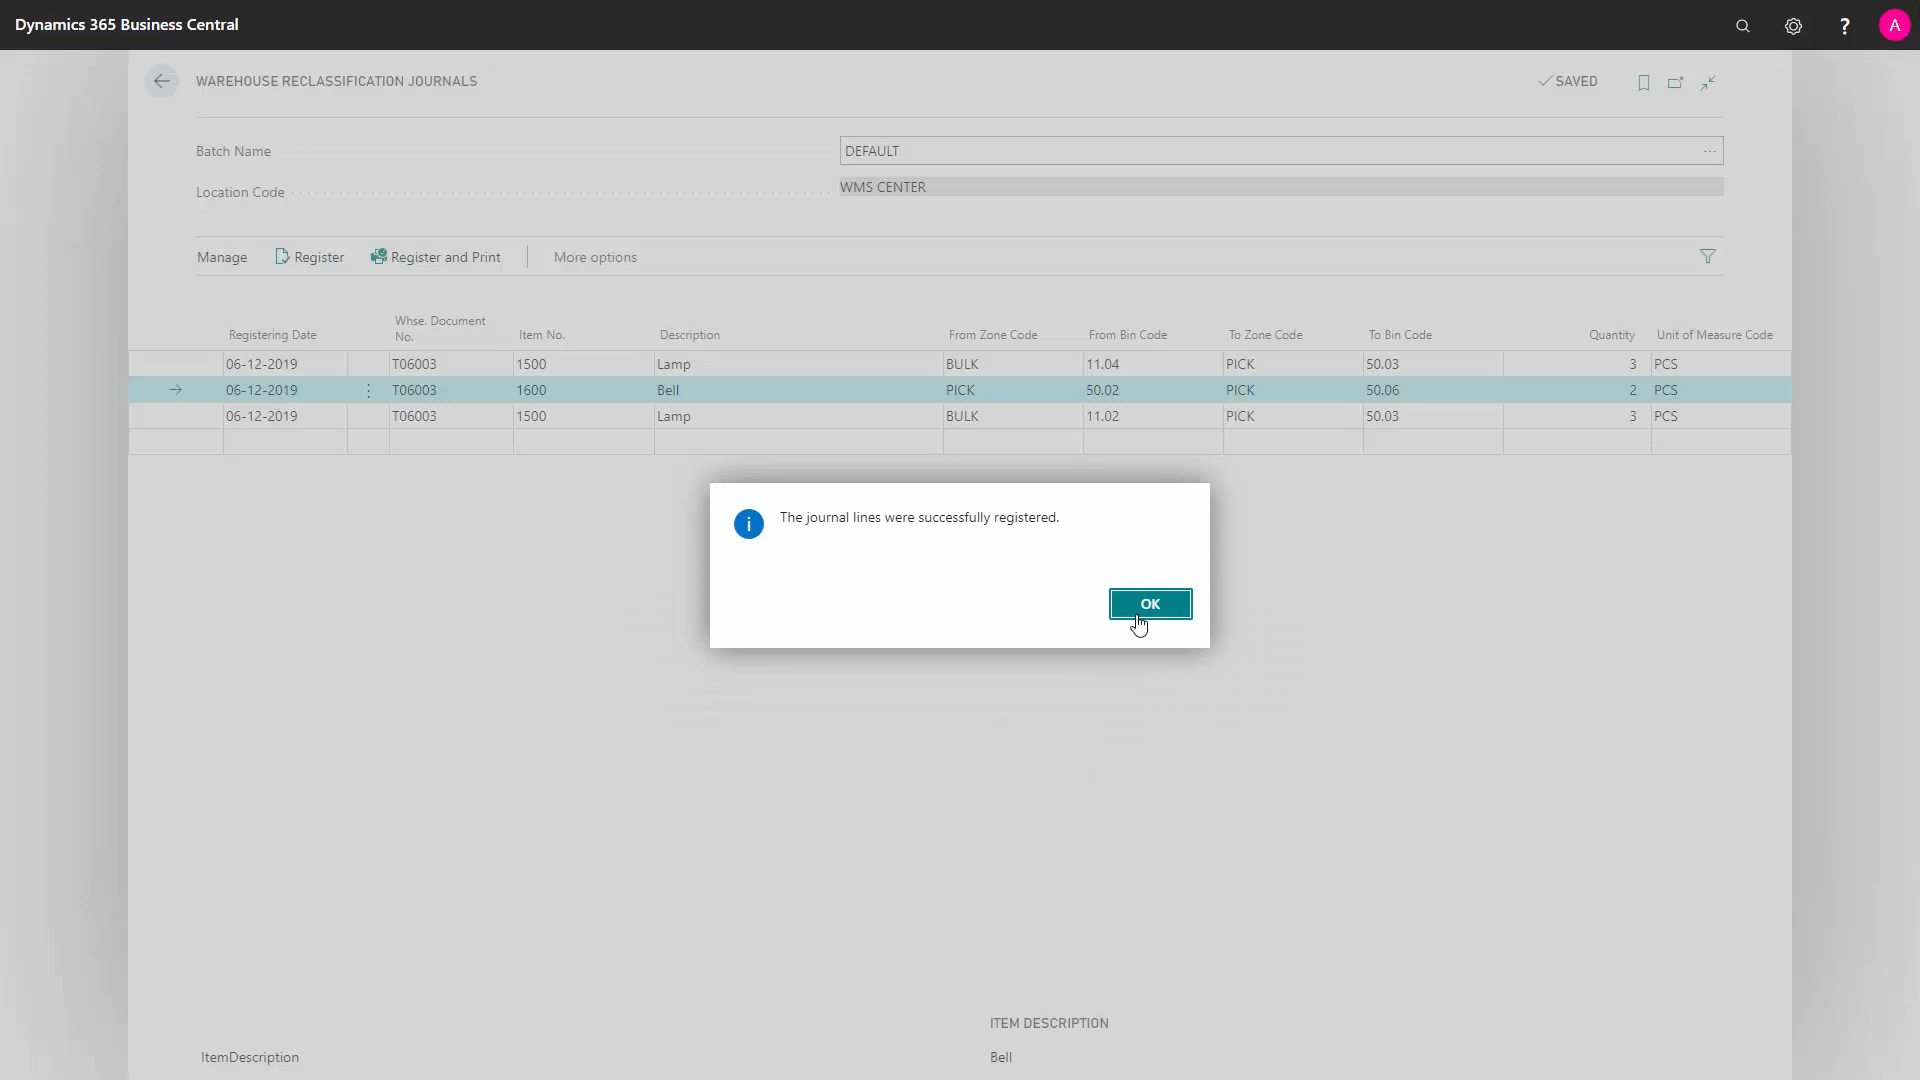 Dynamics 365 Business Central
?
A
WAREHOUSE RECLASSIFICATION JOURNALS
SAVED
Batch Name
DEFAULT
...
Location Code
WMS CENTER
Manage
Register
Register and Print
More options
Registering Date
Whse. Document
No.
Item No.
Description
From Zone Code
From Bin Code
To Zone Code
To Bin Code
Quantity
Unit of Measure Code
06-12-2019 T06003 1500 Lamp BULK 11.04 PICK 50.03 3 PCS
06-12-2019 T06003 1600 Bell PICK 50.02 PICK 50.06 2 PCS
06-12-2019 T06003 1500 Lamp BULK 11.02 PICK 50.03 3 PCS
i
The journal lines were successfully registered.
OK
ITEM DESCRIPTION
ItemDescription
Bell